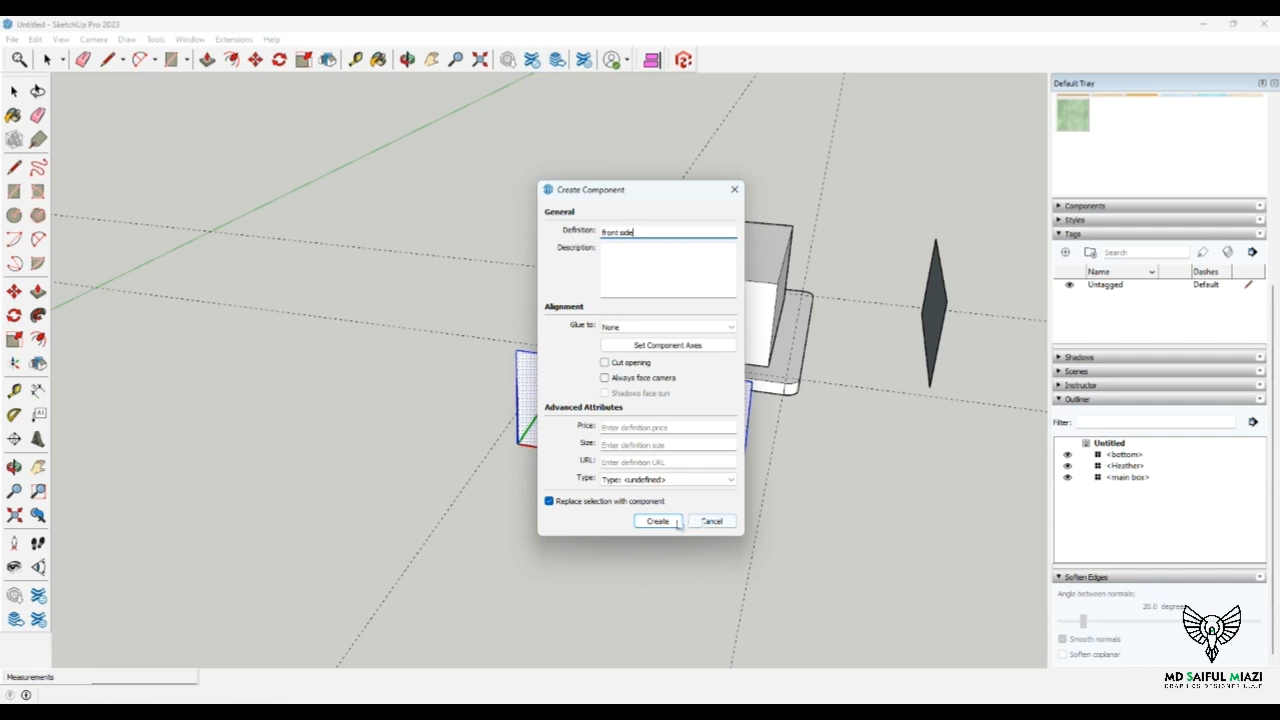 Untitled - SketchUp Pro 2023
File Edit View Camera Draw Tools Window Extensions Help
Default Tray
Create Component
General
Definition: front side
Description:
Alignment
Glue to: None
Set Component Axes
Cut opening
Always face camera
Shadows face sun
Advanced Attributes
Price: Enter definition price
Size: Enter definition size
URL: Enter definition URL
Type: Type: <undefined>
Replace selection with component
Create Cancel
Components
Styles
Tags
Search
Name Dashes
Untagged Default
Shadows
Scenes
Instructor
Outliner
Filter:
Untitled
<bottom>
<Heather>
<main box>
Soften Edges
Angle between normals:
20.0 degrees
Smooth normals
Soften coplanar
MD SAIFUL MIAZI
Measurements